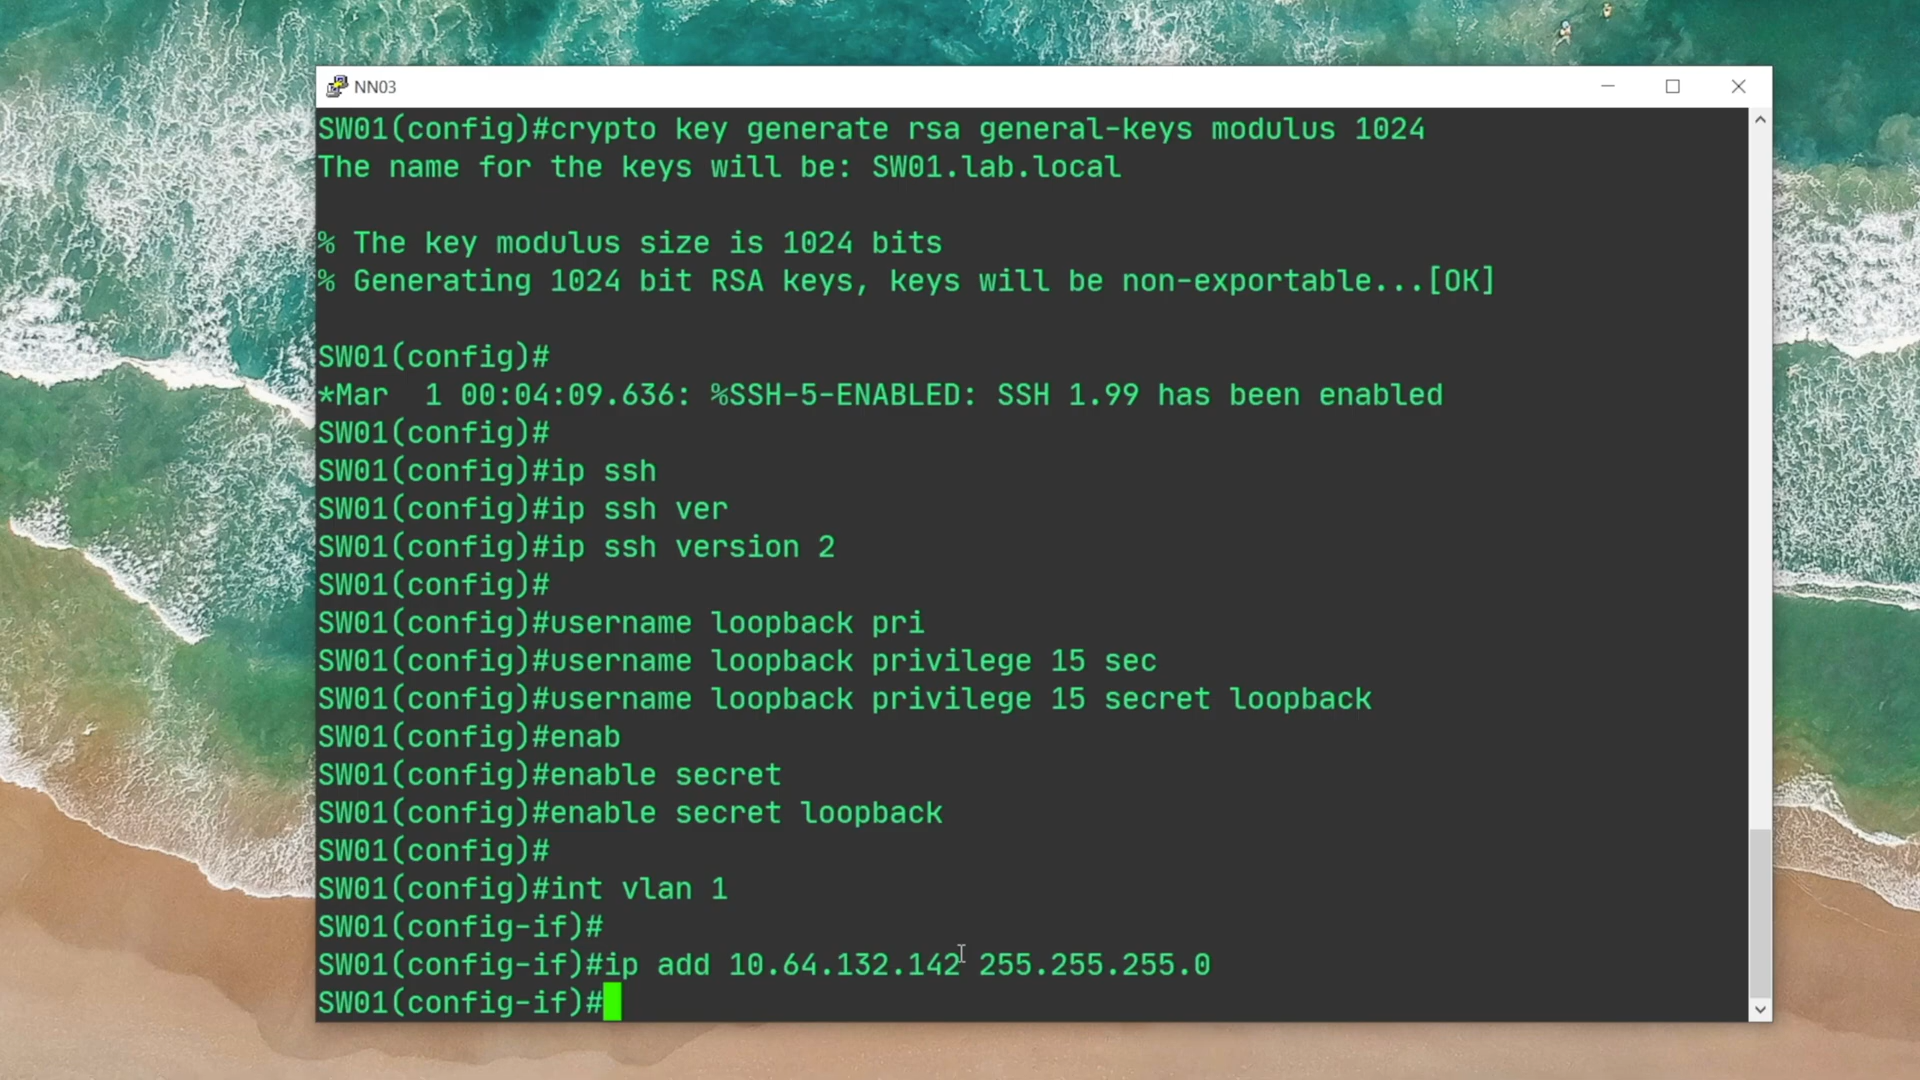 NN03
SW01(config)#crypto key generate rsa general-keys modulus 1024
The name for the keys will be: SW01.lab.local
% The key modulus size is 1024 bits
% Generating 1024 bit RSA keys, keys will be non-exportable...[OK]
SW01(config)#
*Mar  1 00:04:09.636: %SSH-5-ENABLED: SSH 1.99 has been enabled
SW01(config)#
SW01(config)#ip ssh
SW01(config)#ip ssh ver
SW01(config)#ip ssh version 2
SW01(config)#
SW01(config)#username loopback pri
SW01(config)#username loopback privilege 15 sec
SW01(config)#username loopback privilege 15 secret loopback
SW01(config)#enab
SW01(config)#enable secret
SW01(config)#enable secret loopback
SW01(config)#
SW01(config)#int vlan 1
SW01(config-if)#
SW01(config-if)#ip add 10.64.132.142 255.255.255.0
SW01(config-if)#